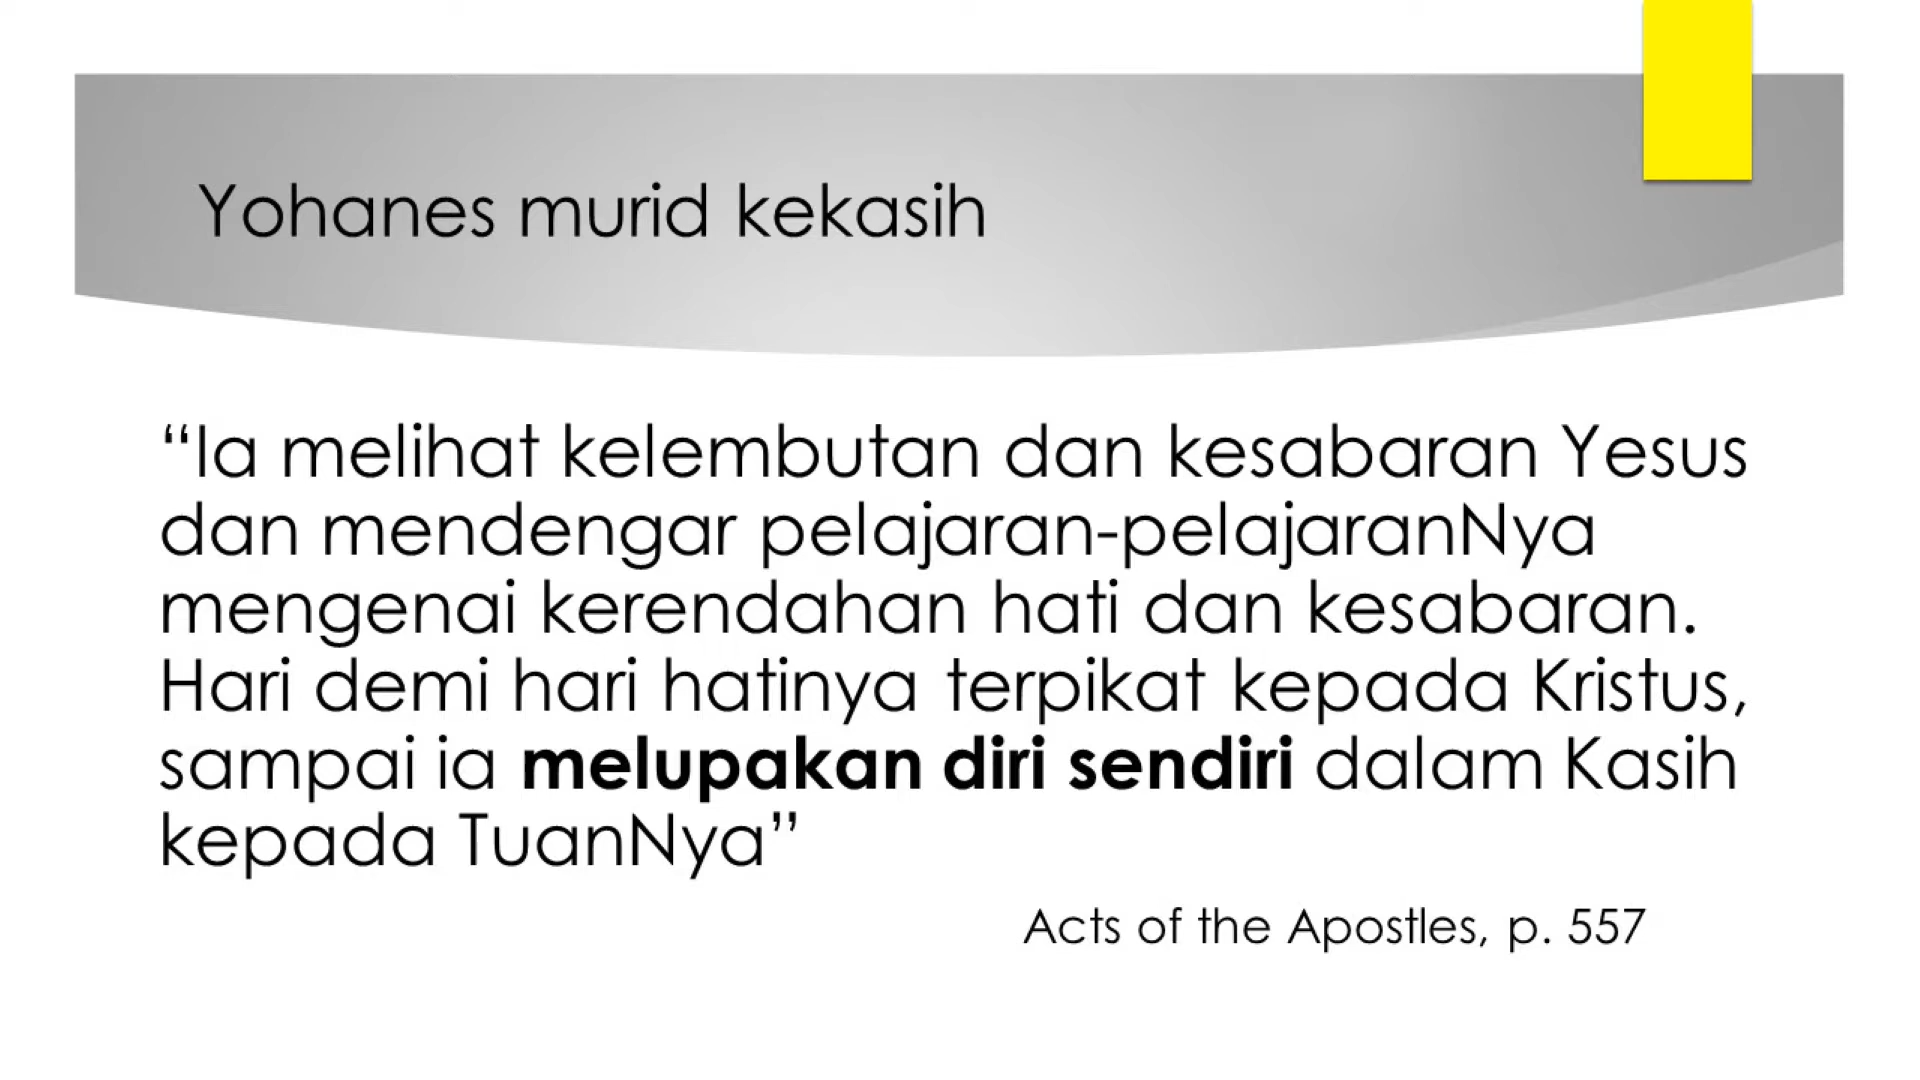 Yohanes murid kekasih
“Ia melihat kelembutan dan kesabaran Yesus
dan mendengar pelajaran-pelajaranNya
mengenai kerendahan hati dan kesabaran.
Hari demi hari hatinya terpikat kepada Kristus,
sampai ia melupakan diri sendiri dalam Kasih
kepada TuanNya”
Acts of the Apostles, p. 557